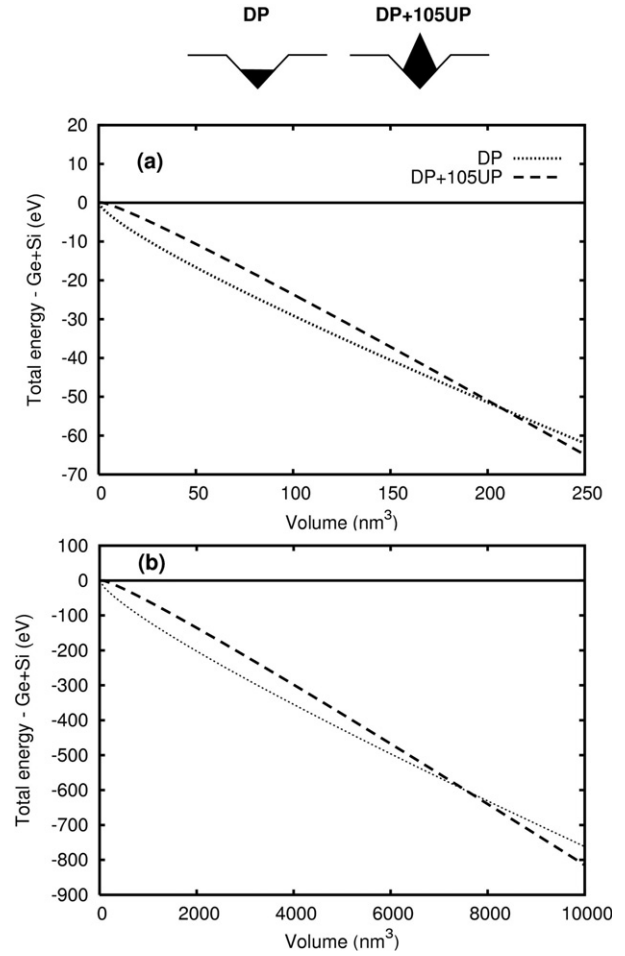 DP DP+105UP
20
10
0
-10
-20
-30
-40
-50
-60
-70
Total energy - Ge+Si (eV)
(a)
DP
DP+105UP
0 50 100 150 200 250
Volume (nm³)
100
0
-100
-200
-300
-400
-500
-600
-700
-800
-900
Total energy - Ge+Si (eV)
(b)
0 2000 4000 6000 8000 10000
Volume (nm³)